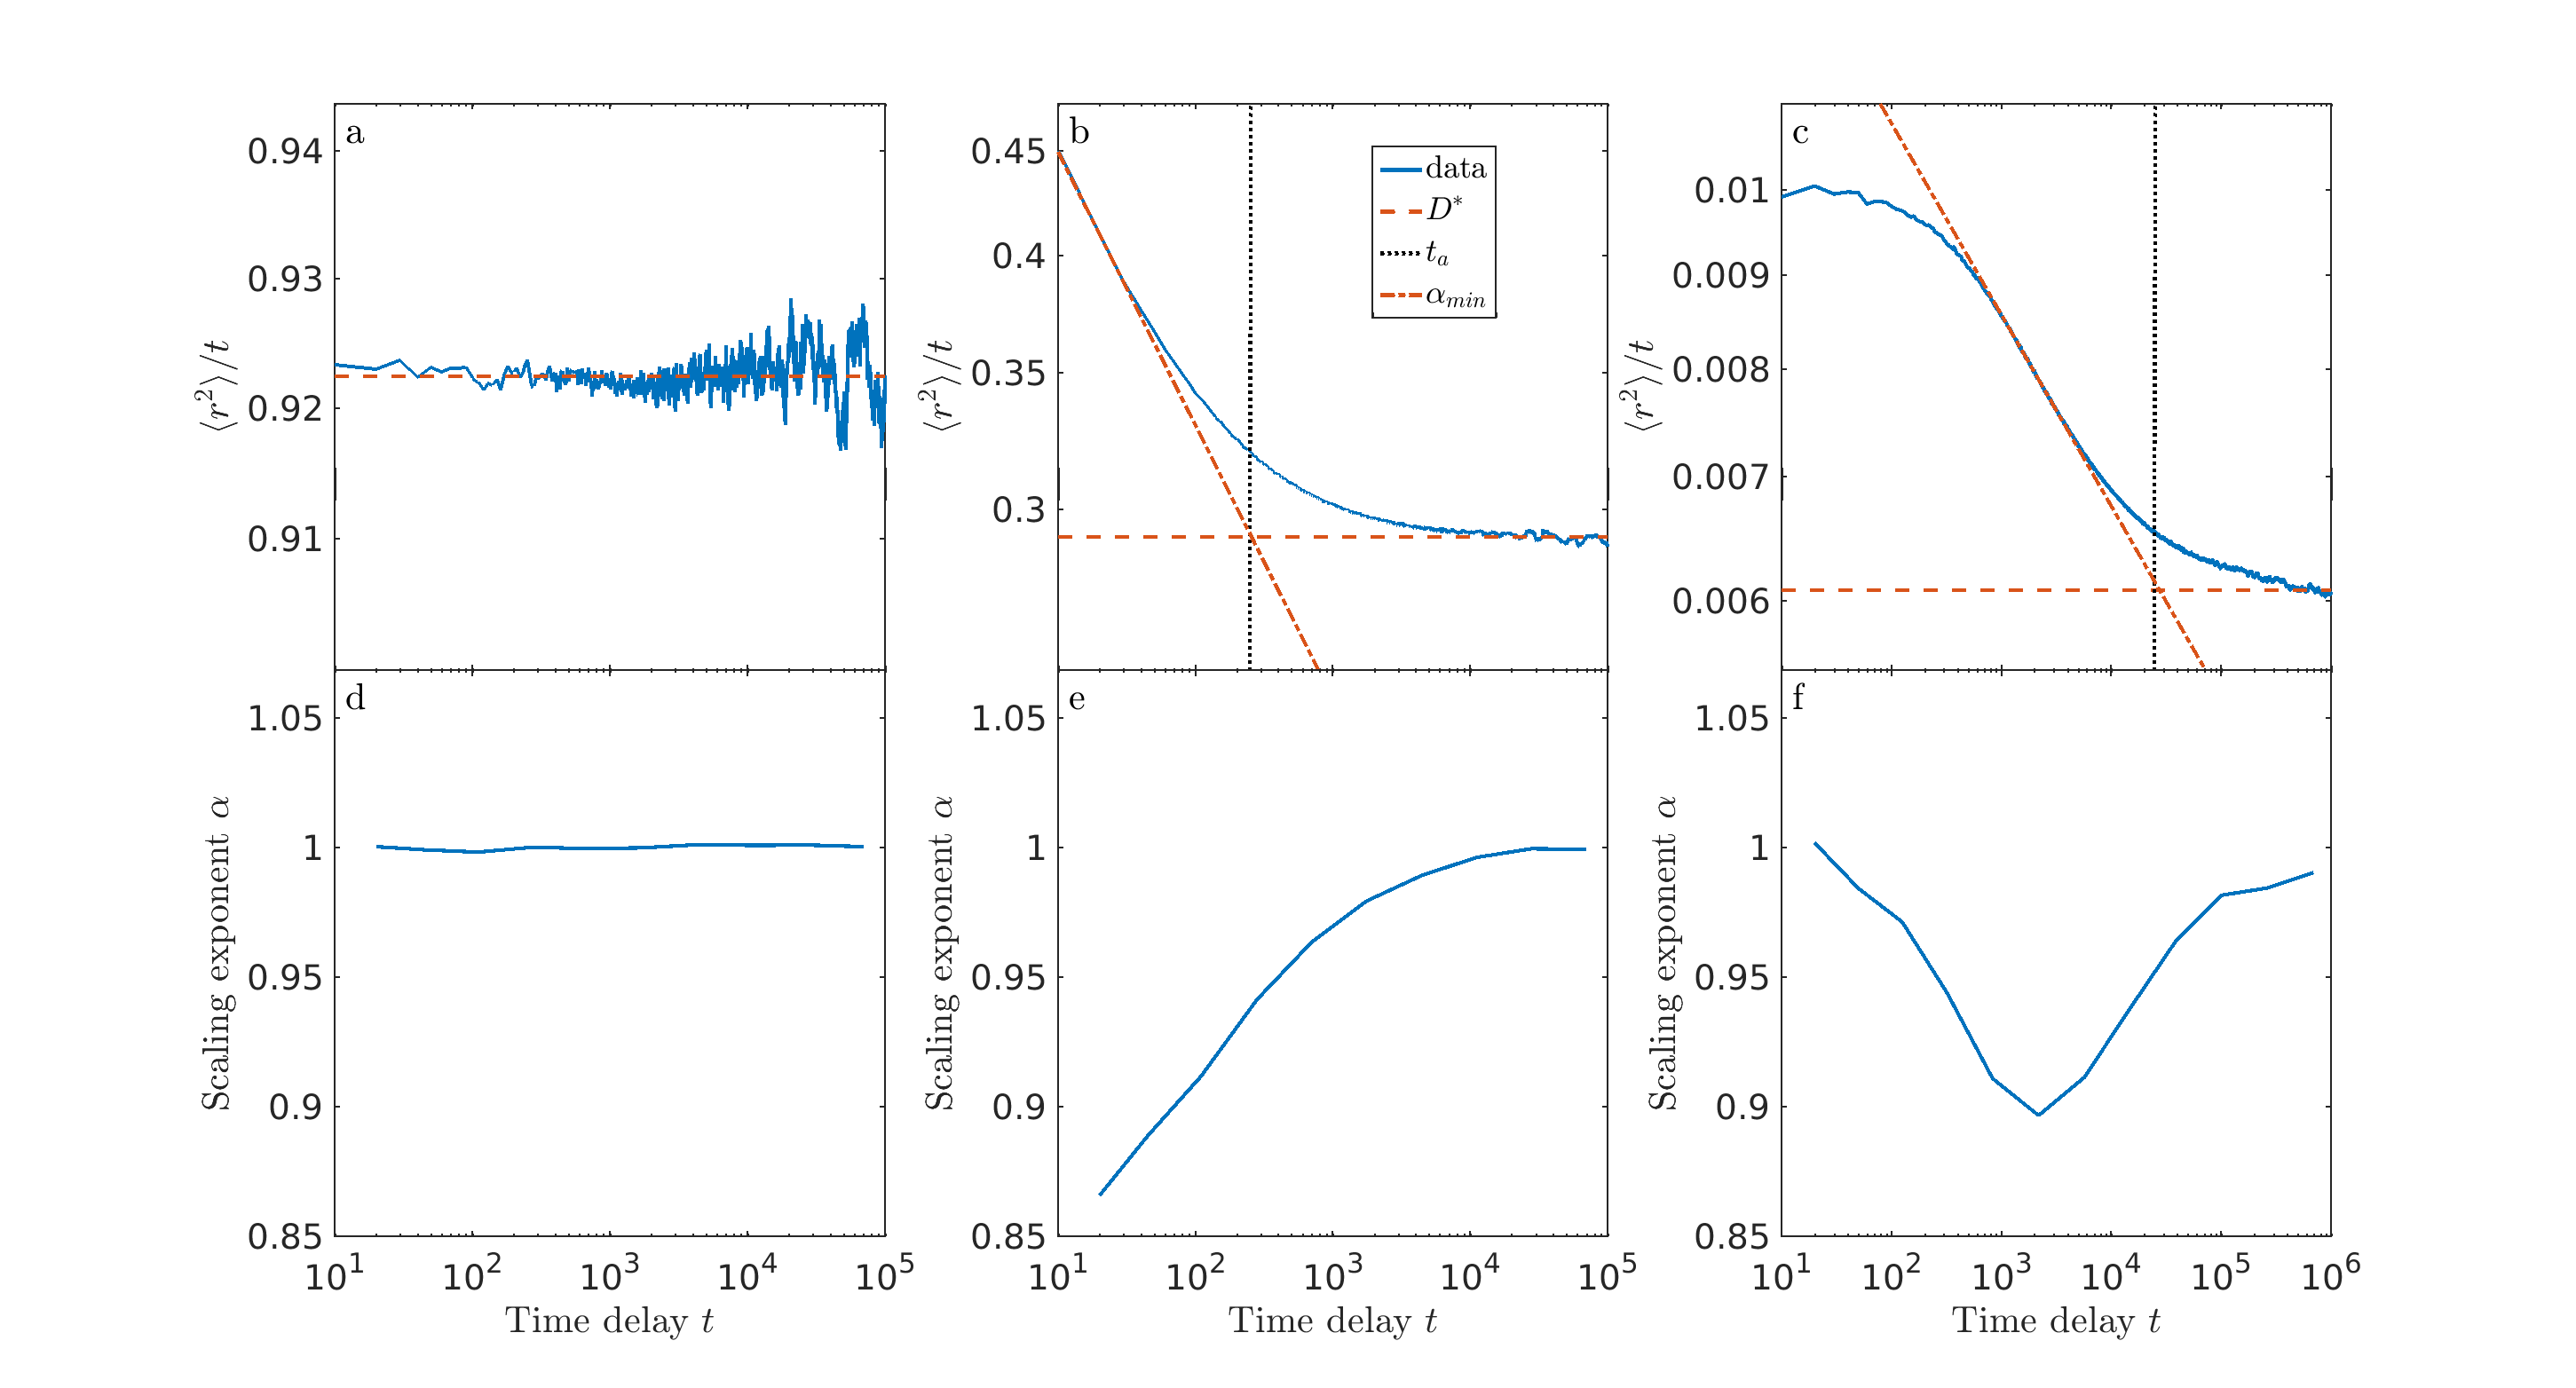 a
0.94
0.93
0.92
0.91
⟨r²⟩/t
b
0.45
0.4
0.35
0.3
⟨r²⟩/t
data
D*
tₐ
α_min
c
0.01
0.009
0.008
0.007
0.006
⟨r²⟩/t
d
1.05
1
0.95
0.9
0.85
Scaling exponent α
10¹ 10² 10³ 10⁴ 10⁵
Time delay t
e
1.05
1
0.95
0.9
0.85
Scaling exponent α
10¹ 10² 10³ 10⁴ 10⁵
Time delay t
f
1.05
1
0.95
0.9
0.85
Scaling exponent α
10¹ 10² 10³ 10⁴ 10⁵ 10⁶
Time delay t